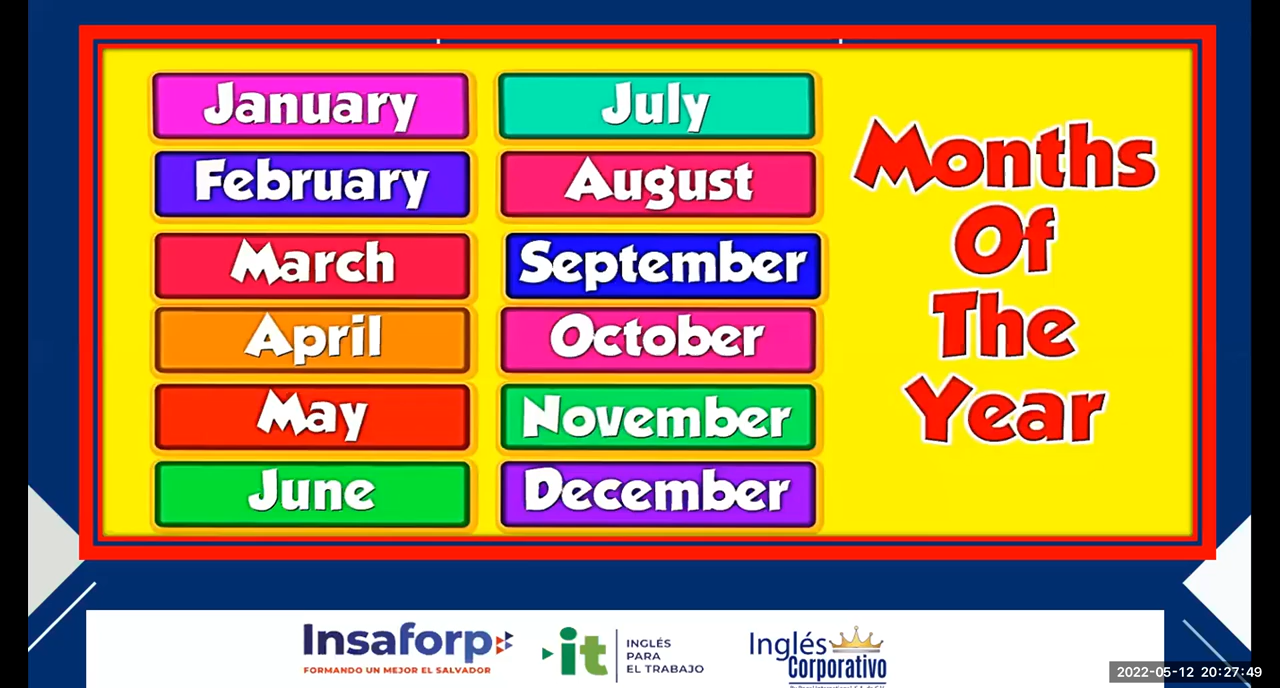 January
February
March
April
May
June
July
August
September
October
November
December
Months
Of
The
Year
Insaforp
FORMANDO UN MEJOR EL SALVADOR
it
INGLÉS
PARA
EL TRABAJO
Inglés
Corporativo
2022-05-12 20:27:49